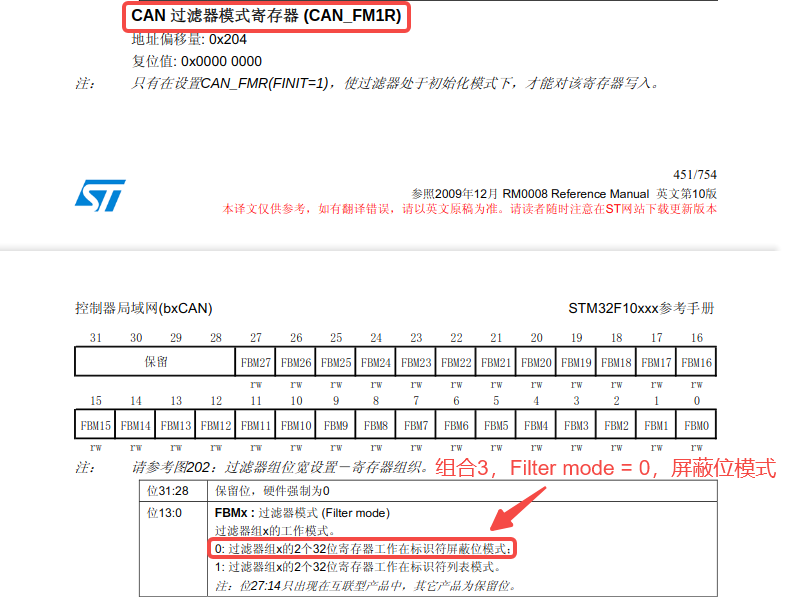 CAN 过滤器模式寄存器 (CAN_FM1R)
地址偏移量: 0x204
复位值: 0x0000 0000
注： 只有在设置CAN_FMR(FINIT=1)，使过滤器处于初始化模式下，才能对该寄存器写入。
451/754
ST
参照2009年12月 RM0008 Reference Manual 英文第10版
本译文仅供参考，如有翻译错误，请以英文原稿为准。请读者随时注意在ST网站下载更新版本
控制器局域网(bxCAN)
STM32F10xxx参考手册
31 30 29 28 27 26 25 24 23 22 21 20 19 18 17 16
保留 FBM27 FBM26 FBM25 FBM24 FBM23 FBM22 FBM21 FBM20 FBM19 FBM18 FBM17 FBM16
rw rw rw rw rw rw rw rw rw rw rw rw
15 14 13 12 11 10 9 8 7 6 5 4 3 2 1 0
FBM15 FBM14 FBM13 FBM12 FBM11 FBM10 FBM9 FBM8 FBM7 FBM6 FBM5 FBM4 FBM3 FBM2 FBM1 FBM0
rw rw rw rw rw rw rw rw rw rw rw rw rw rw rw rw
注： 请参考图202：过滤器组位宽设置－寄存器组织。
组合3，Filter mode = 0，屏蔽位模式
位31:28 保留位，硬件强制为0
位13:0 FBMx : 过滤器模式 (Filter mode)
过滤器组x的工作模式。
0: 过滤器组x的2个32位寄存器工作在标识符屏蔽位模式；
1: 过滤器组x的2个32位寄存器工作在标识符列表模式。
注：位27:14只出现在互联型产品中，其它产品为保留位。